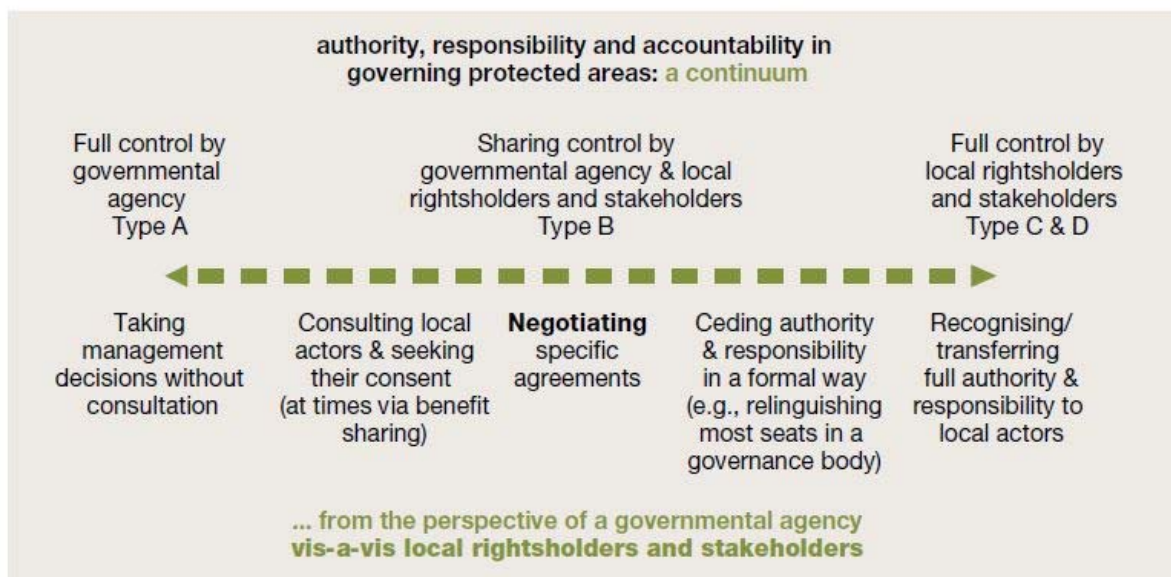 authority, responsibility and accountability in
governing protected areas: a continuum
Full control by
governmental
agency
Type A
Sharing control by
governmental agency & local
rightsholders and stakeholders
Type B
Full control by
local rightsholders
and stakeholders
Type C & D
Taking
management
decisions without
consultation
Consulting local
actors & seeking
their consent
(at times via benefit
sharing)
Negotiating
specific
agreements
Ceding authority
& responsibility
in a formal way
(e.g., relinguishing
most seats in a
governance body)
Recognising/
transferring
full authority &
responsibility to
local actors
... from the perspective of a governmental agency
vis-a-vis local rightsholders and stakeholders